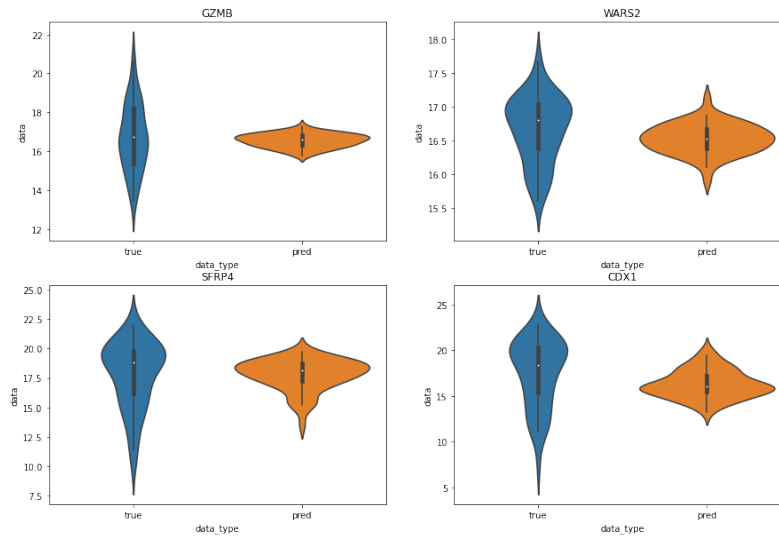 GZMB
22
20
18
16
14
12
data
true
pred
data_type
WARS2
18.0
17.5
17.0
16.5
16.0
15.5
data
true
pred
data_type
SFRP4
25.0
22.5
20.0
17.5
15.0
12.5
10.0
7.5
data
true
pred
data_type
CDX1
25
20
15
10
5
data
true
pred
data_type